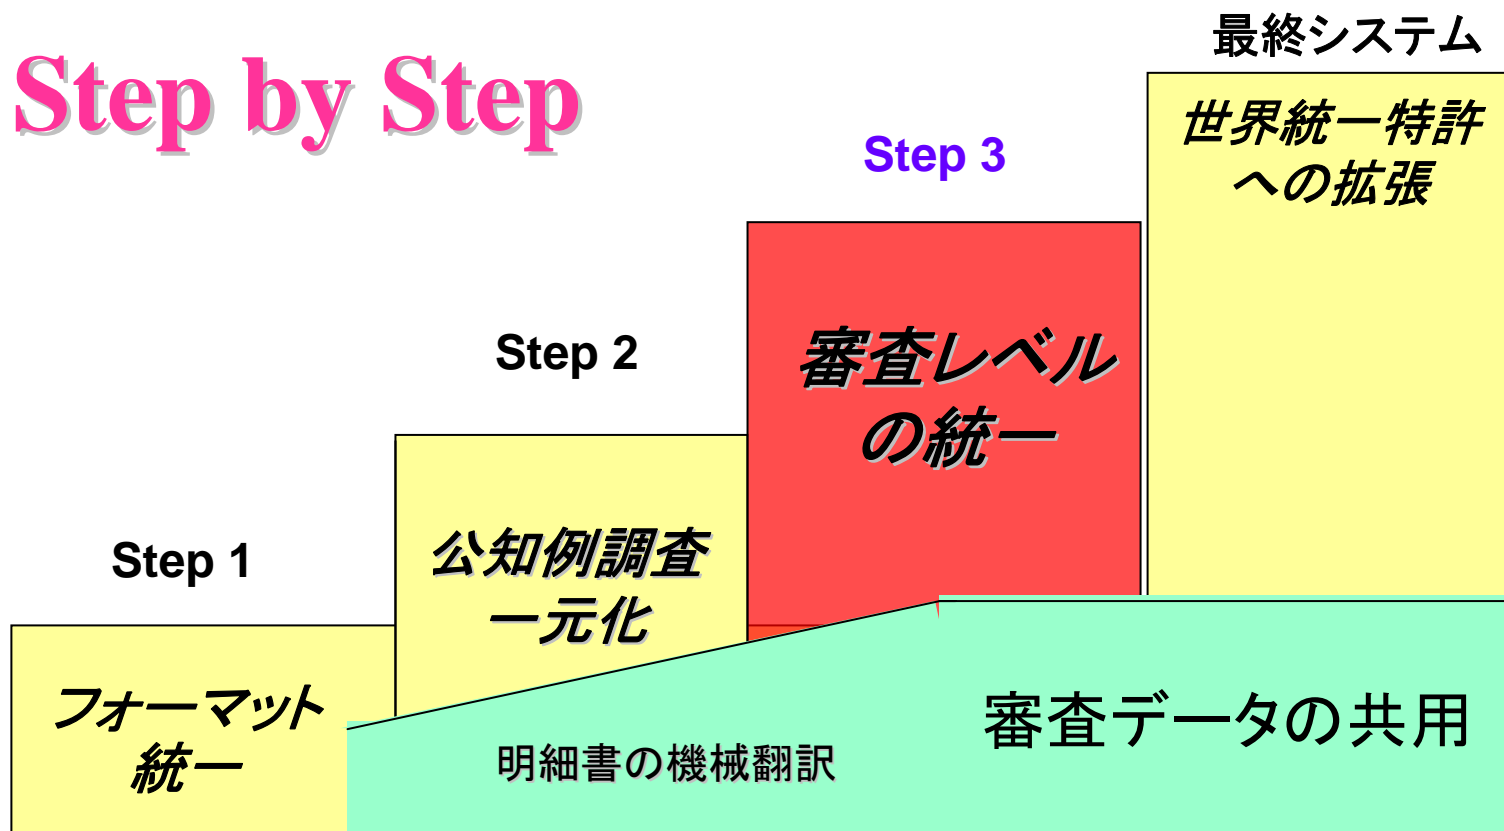 Step by Step
Step 1
フォーマット
統一
Step 2
公知例調査
一元化
Step 3
審査レベル
の統一
最終システム
世界統一特許
への拡張
明細書の機械翻訳
審査データの共用